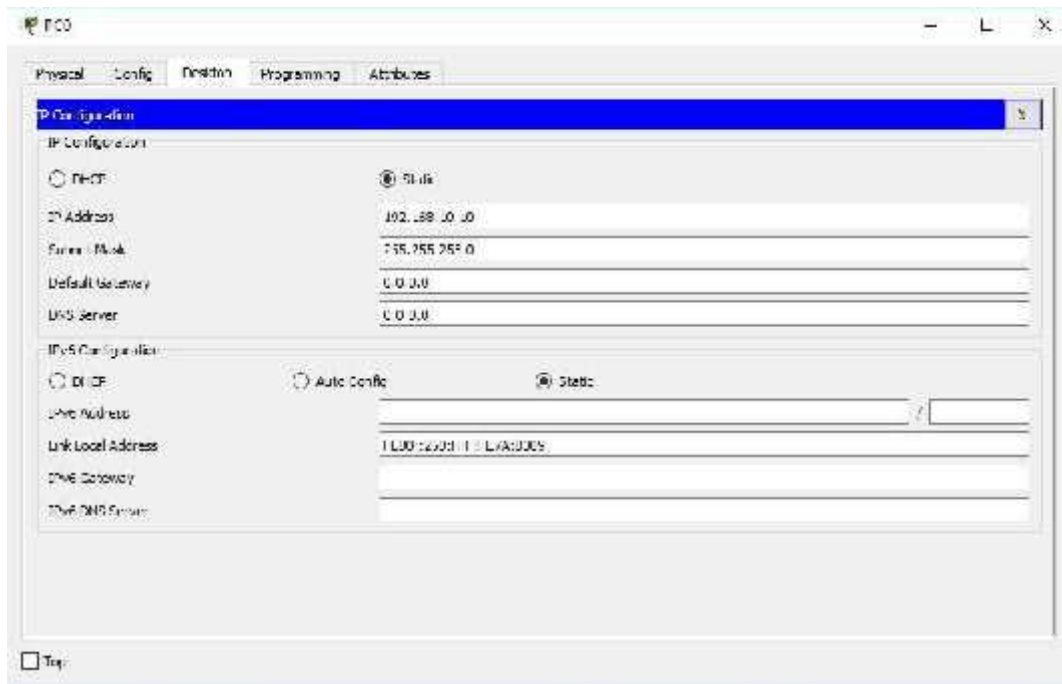 PC0
Physical Config Desktop Programming Attributes
IP Configuration X
IP Configuration
DHCP Static
IP Address 192.168.10.10
Subnet Mask 255.255.255.0
Default Gateway 0.0.0.0
DNS Server 0.0.0.0
IPv6 Configuration
DHCP Auto Config Static
IPv6 Address /
Link Local Address
IPv6 Gateway
IPv6 DNS Server
Top